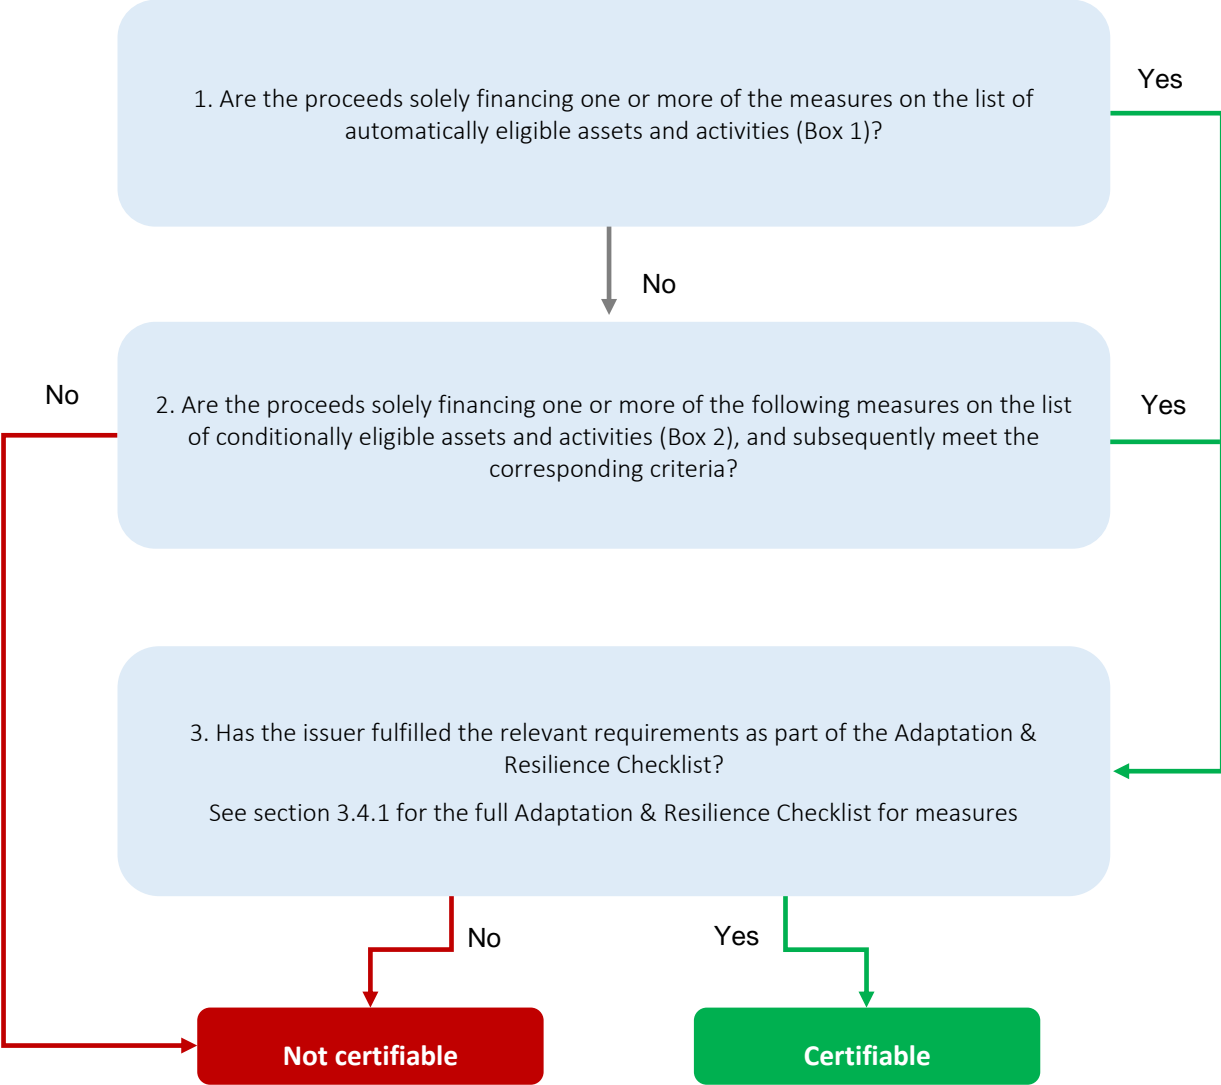 1. Are the proceeds solely financing one or more of the measures on the list of
automatically eligible assets and activities (Box 1)?
Yes
No
No
2. Are the proceeds solely financing one or more of the following measures on the list
of conditionally eligible assets and activities (Box 2), and subsequently meet the
corresponding criteria?
Yes
3. Has the issuer fulfilled the relevant requirements as part of the Adaptation &
Resilience Checklist?
See section 3.4.1 for the full Adaptation & Resilience Checklist for measures
No
Yes
Not certifiable
Certifiable